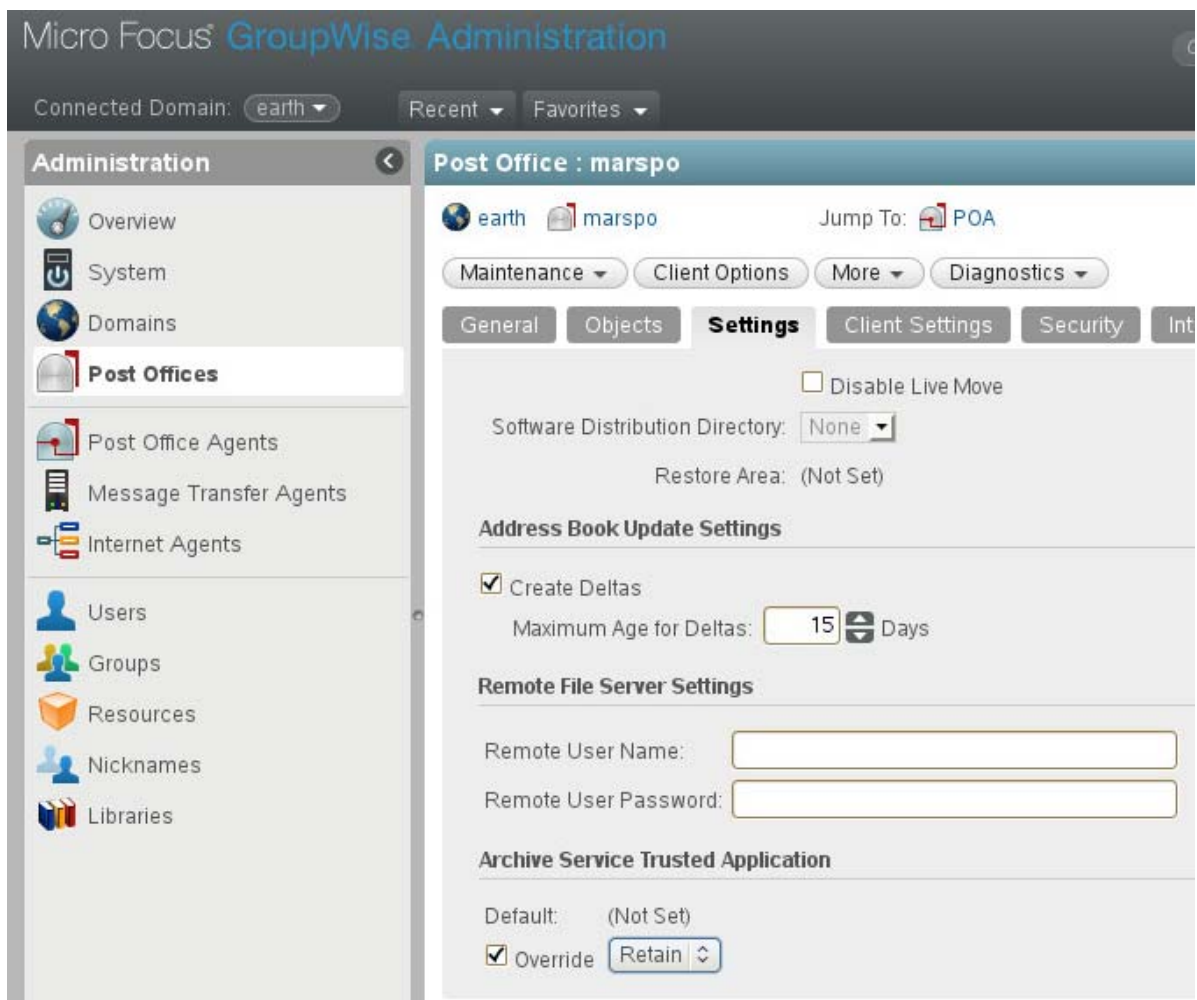 Micro Focus® GroupWise Administration
Connected Domain: earth Recent Favorites
Administration
Overview
System
Domains
Post Offices
Post Office Agents
Message Transfer Agents
Internet Agents
Users
Groups
Resources
Nicknames
Libraries
Post Office : marspo
earth marspo Jump To: POA
Maintenance Client Options More Diagnostics
General Objects Settings Client Settings Security Int
Disable Live Move
Software Distribution Directory: None
Restore Area: (Not Set)
Address Book Update Settings
Create Deltas
Maximum Age for Deltas: 15 Days
Remote File Server Settings
Remote User Name:
Remote User Password:
Archive Service Trusted Application
Default: (Not Set)
Override Retain